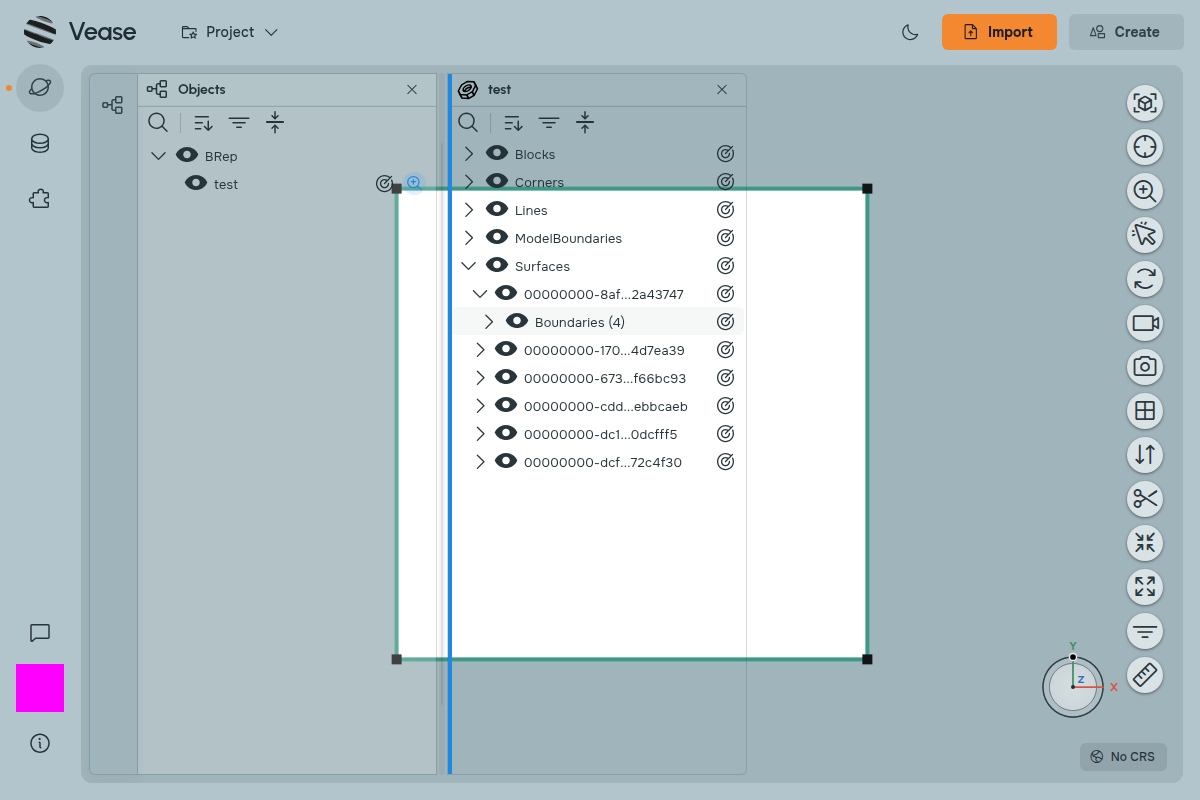 Vease
Project
Import
Create
Objects
test
BRep
test
Blocks
Corners
Lines
ModelBoundaries
Surfaces
00000000-8af...2a43747
Boundaries (4)
00000000-170...4d7ea39
00000000-673...f66bc93
00000000-cdd...ebbcaeb
00000000-dc1...0dcfff5
00000000-dcf...72c4f30
Y
Z
X
No CRS